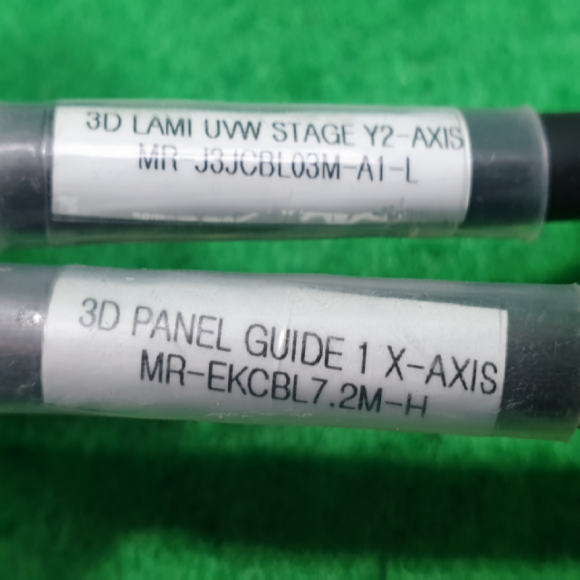 3D LAMI UVW STAGE Y2-AXIS
MR-J3JCBL03M-A1-L
3D PANEL GUIDE 1 X-AXIS
MR-EKCBL7.2M-H